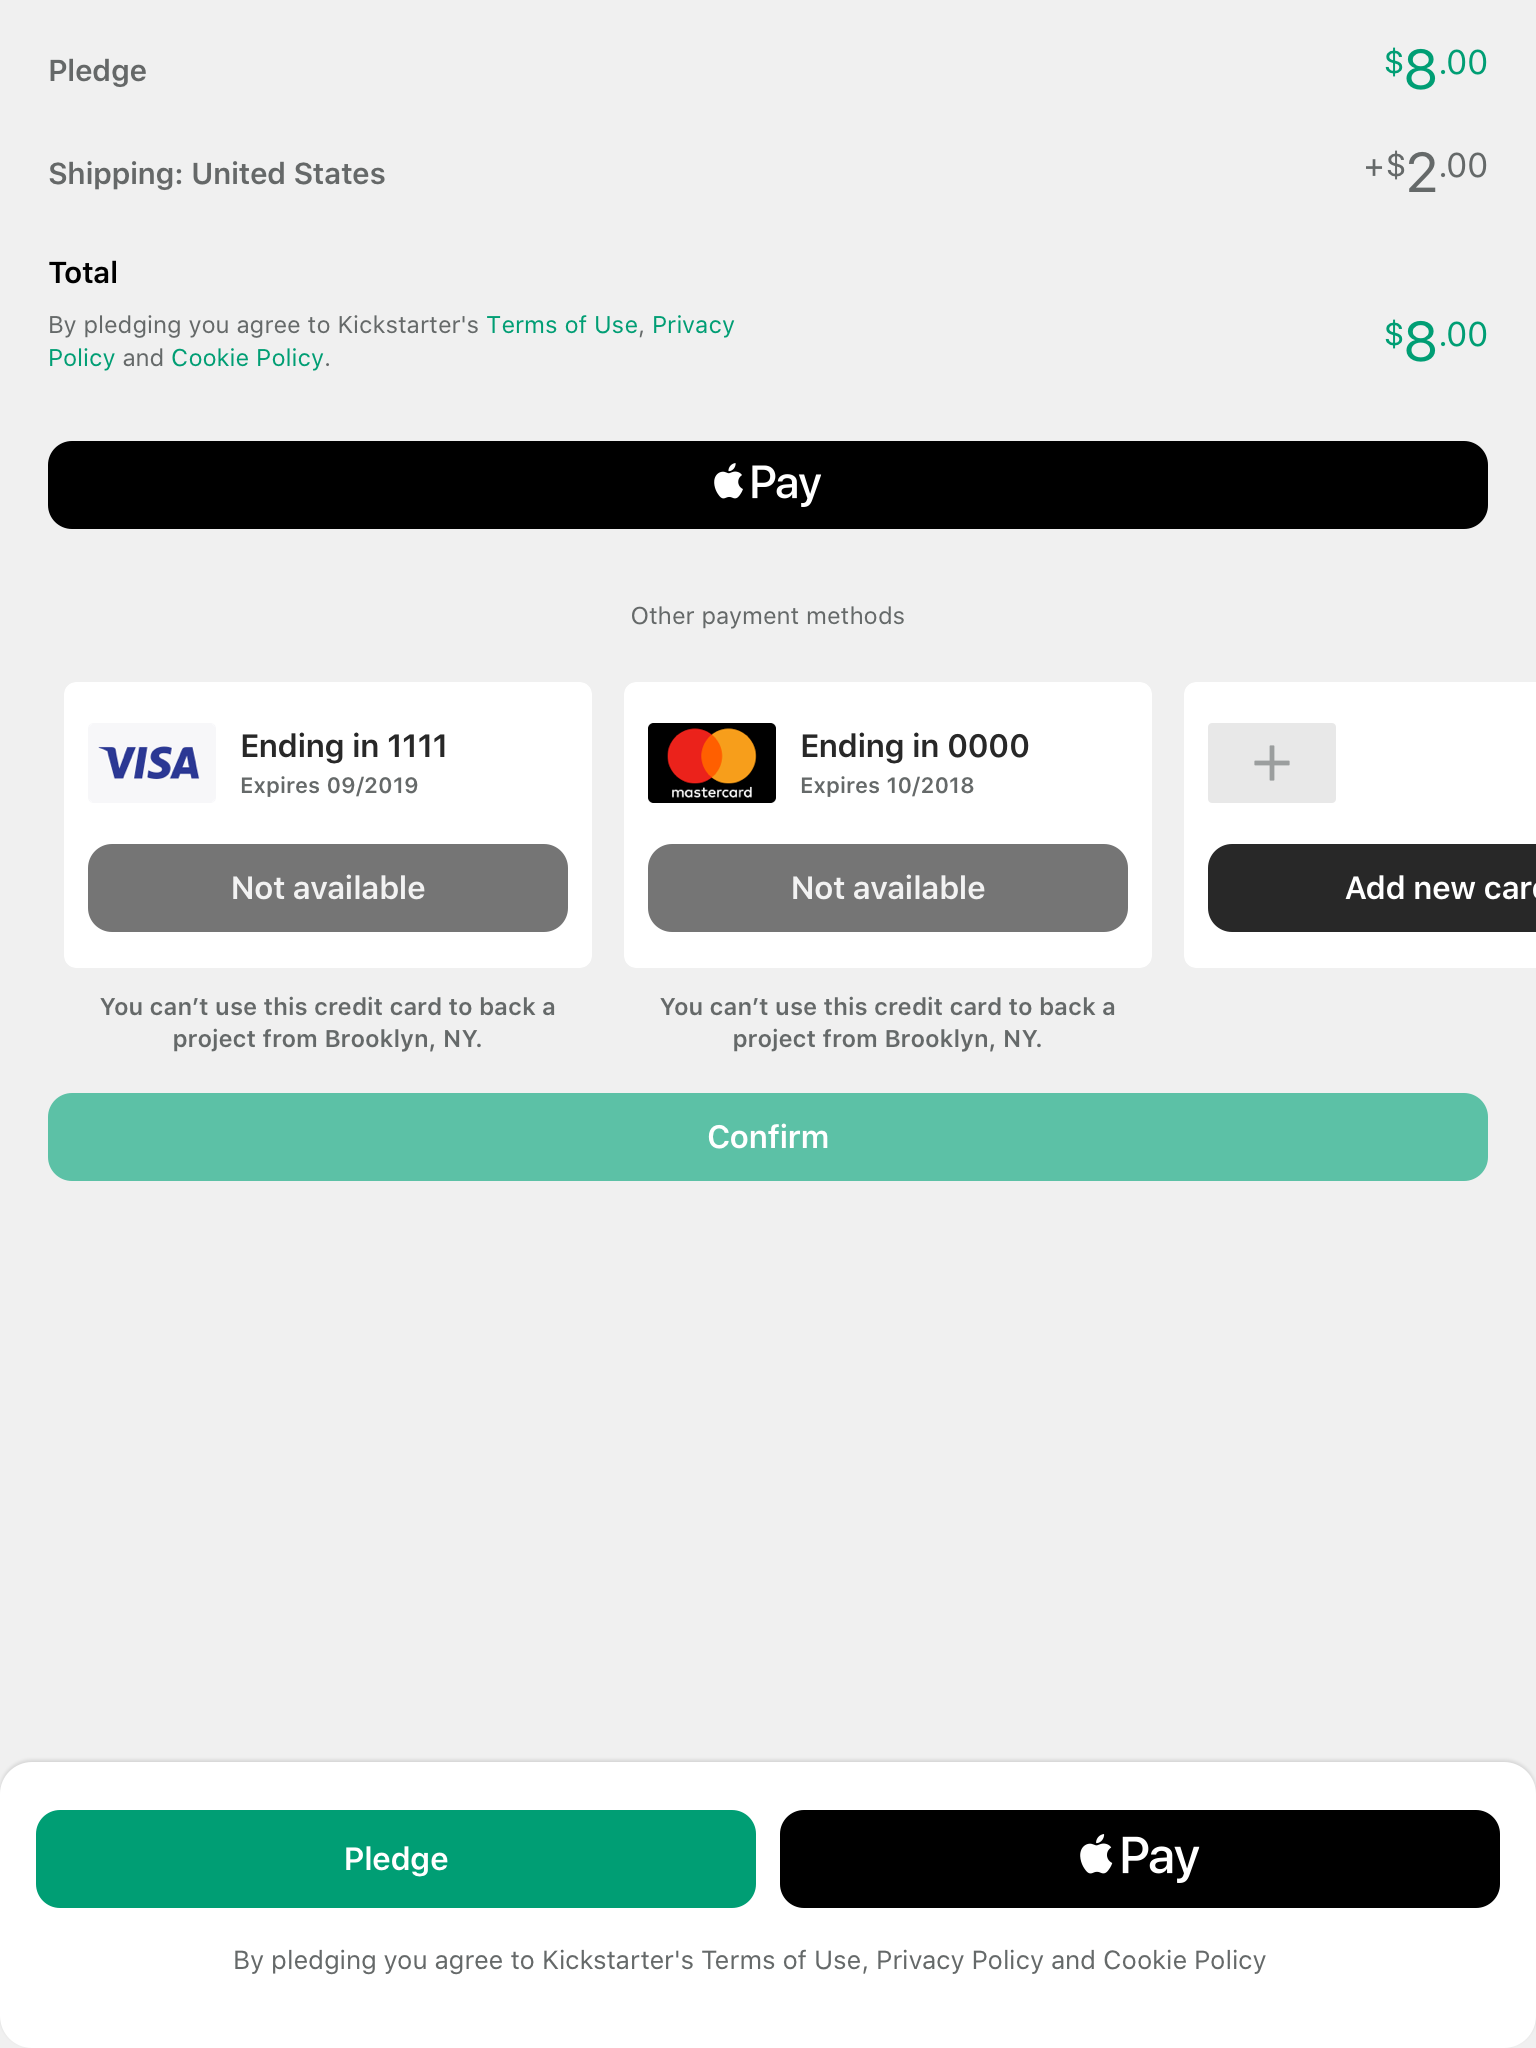 Pledge
$8.00
Shipping: United States
+$2.00
Total
By pledging you agree to Kickstarter's Terms of Use, Privacy
Policy and Cookie Policy.
$8.00
Pay
Other payment methods
VISA
Ending in 1111
Expires 09/2019
Not available
You can’t use this credit card to back a
project from Brooklyn, NY.
mastercard
Ending in 0000
Expires 10/2018
Not available
You can’t use this credit card to back a
project from Brooklyn, NY.
Add new card
Confirm
Pledge
Pay
By pledging you agree to Kickstarter's Terms of Use, Privacy Policy and Cookie Policy